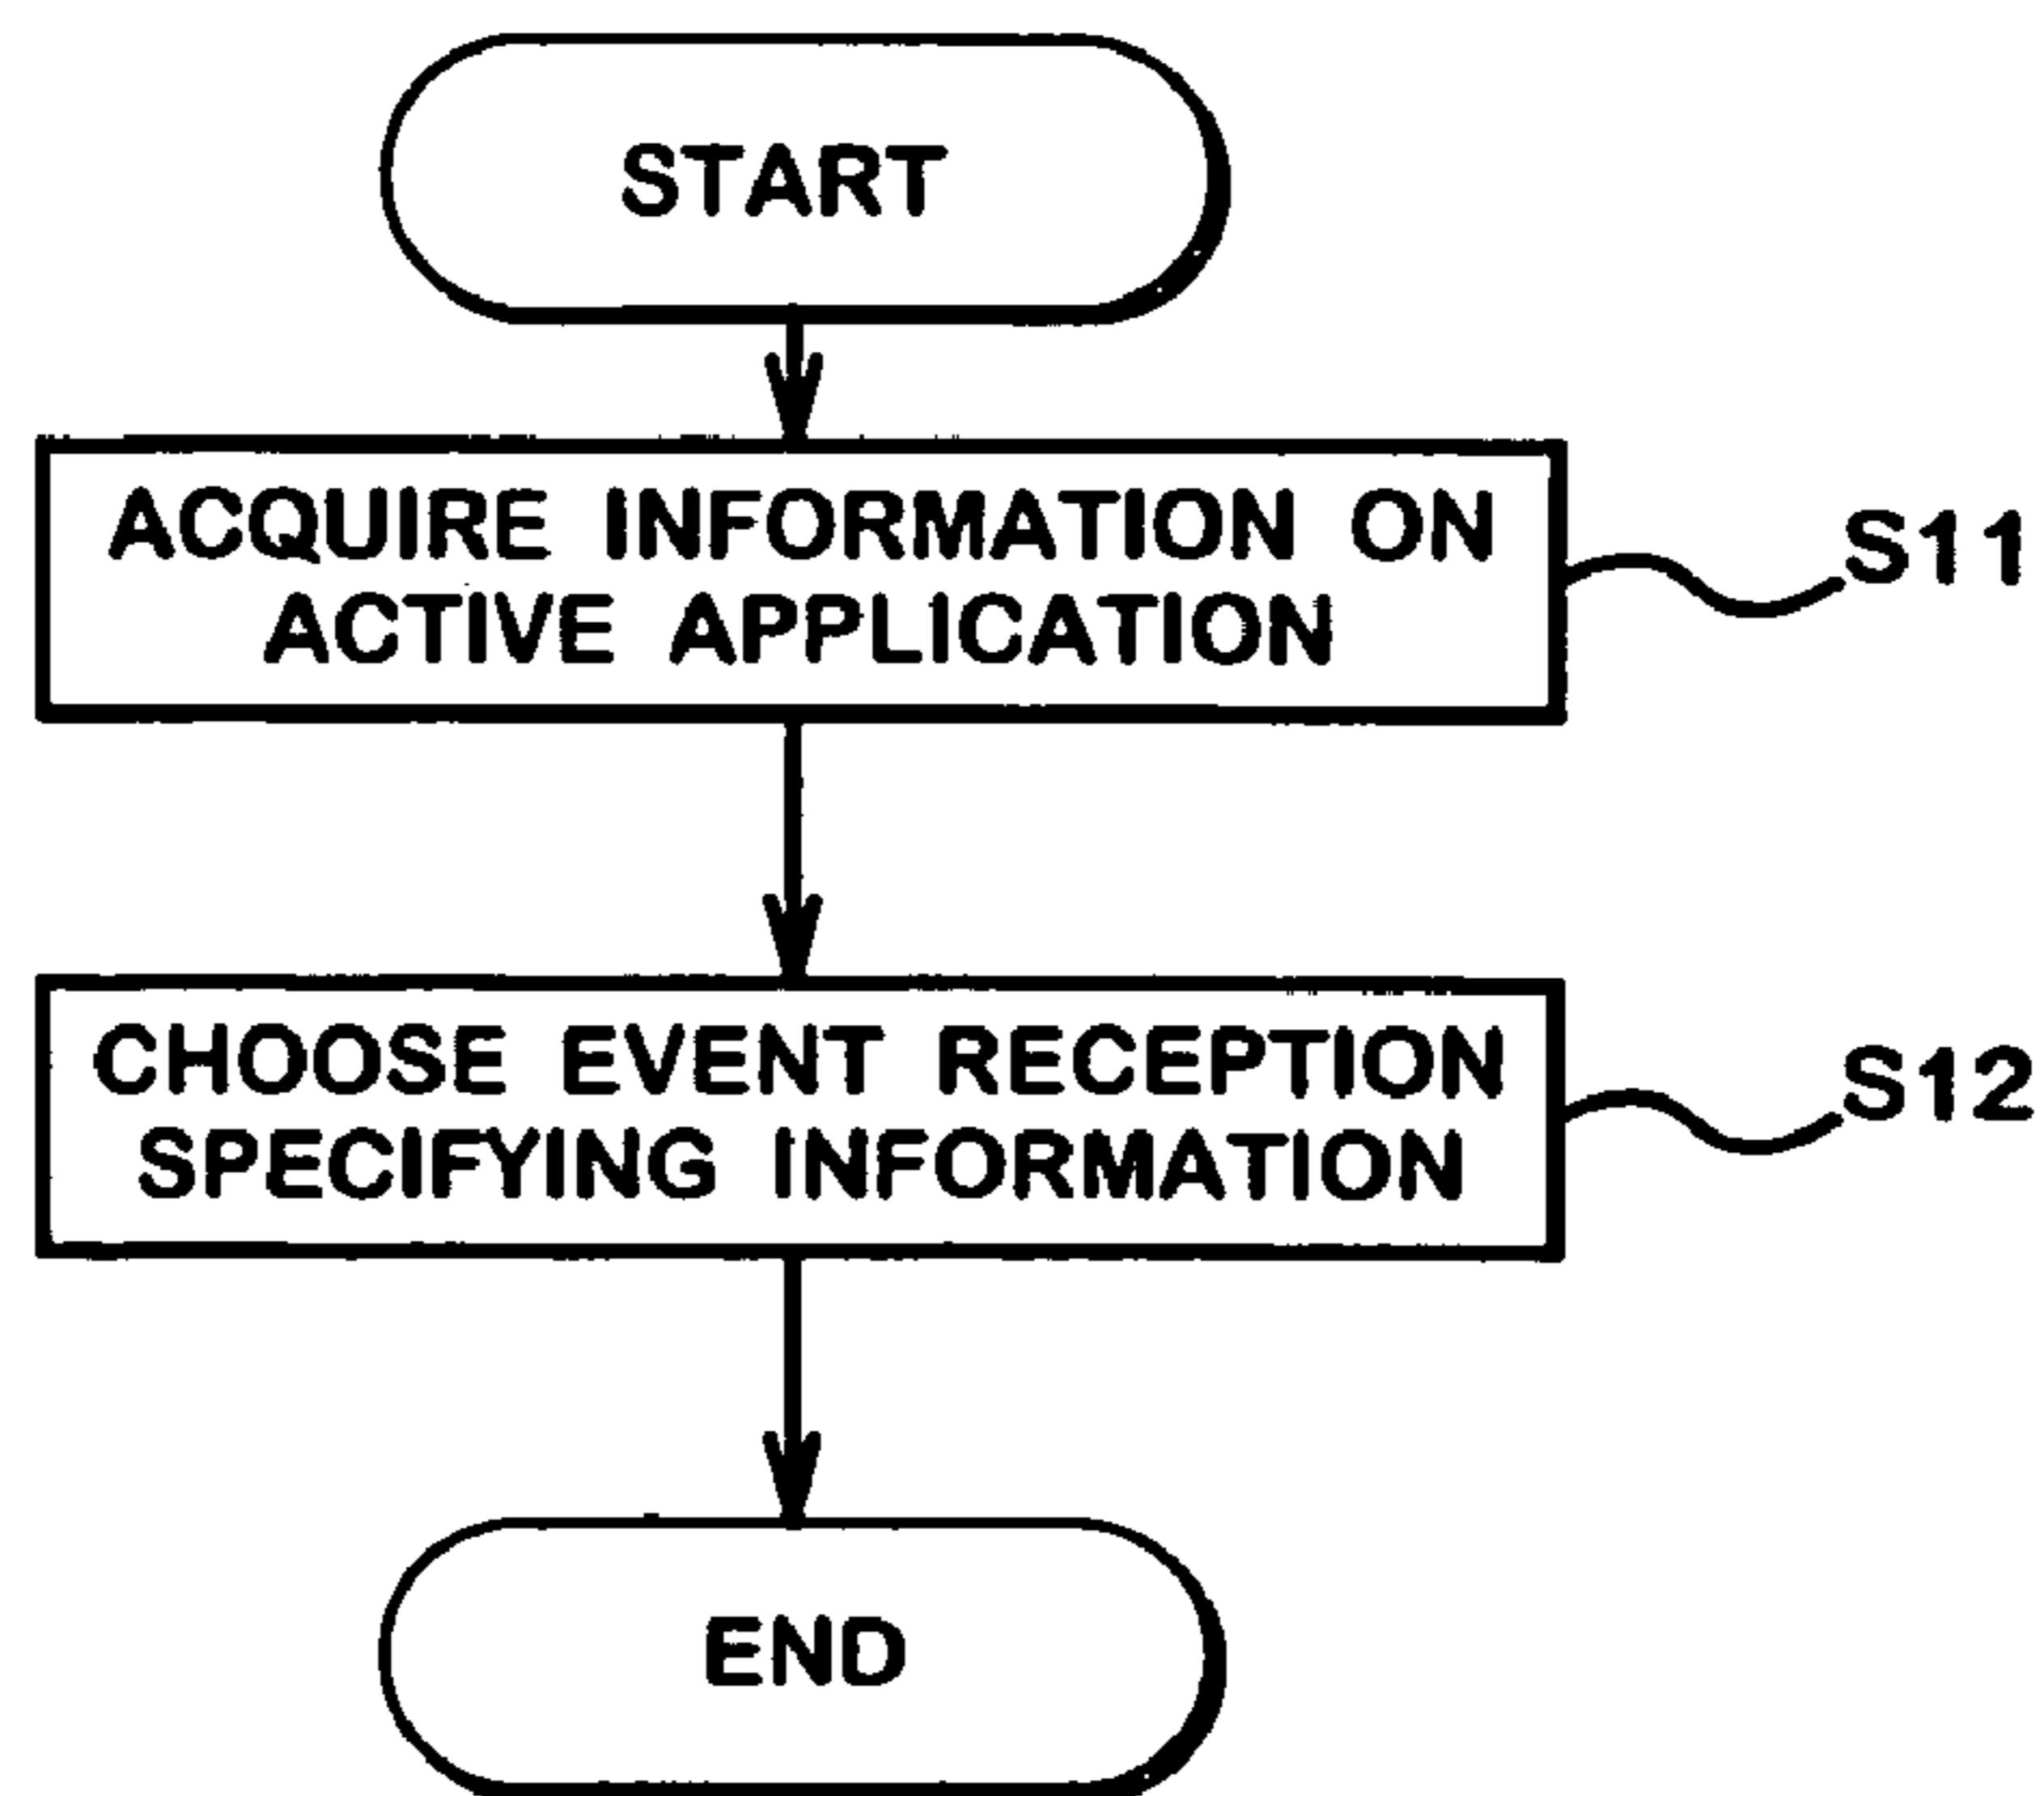 START
ACQUIRE INFORMATION ON
ACTIVE APPLICATION
S11
CHOOSE EVENT RECEPTION
SPECIFYING INFORMATION
S12
END